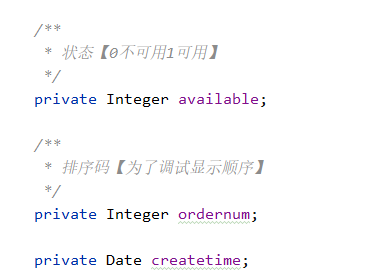 /**
* 状态【0不可用1可用】
*/
private Integer available;
/**
* 排序码【为了调试显示顺序】
*/
private Integer ordernum;
private Date createtime;